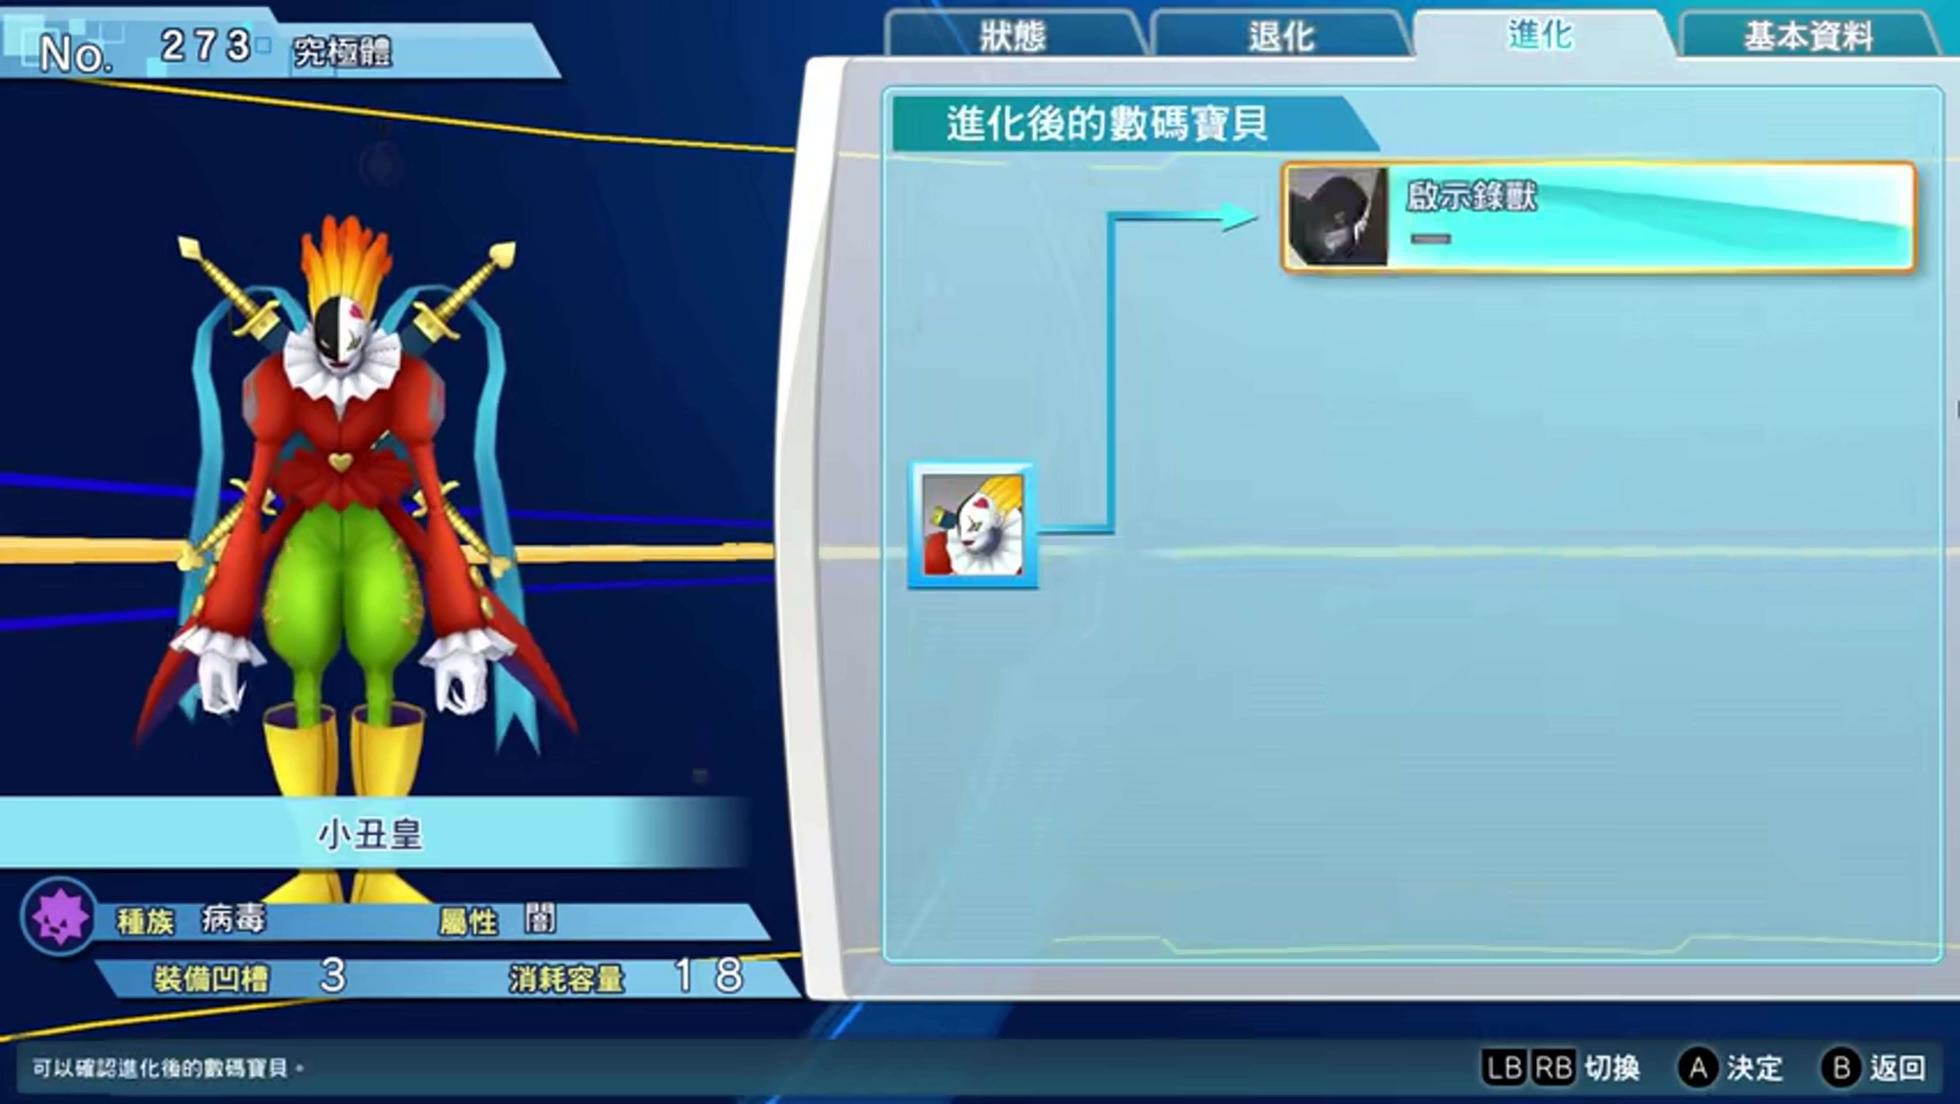 No. 273 究極體
狀態 退化 進化 基本資料
進化後的數碼寶貝
啟示錄獸
小丑皇
種族 病毒 屬性 闇
裝備凹槽 3 消耗容量 18
可以確認進化後的數碼寶貝。
LB RB 切換 A 決定 B 返回